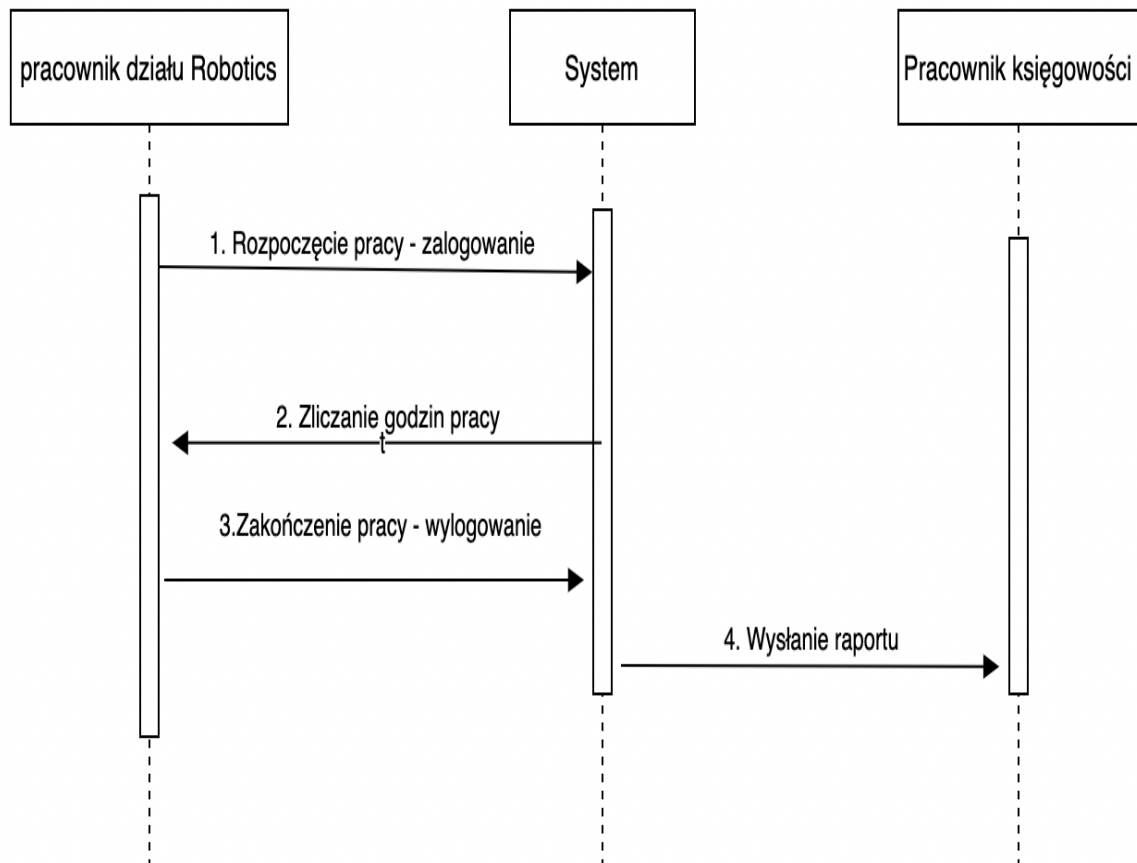 pracownik działu Robotics
System
Pracownik księgowości
1. Rozpoczęcie pracy - zalogowanie
2. Zliczanie godzin pracy
t
3.Zakończenie pracy - wylogowanie
4. Wysłanie raportu